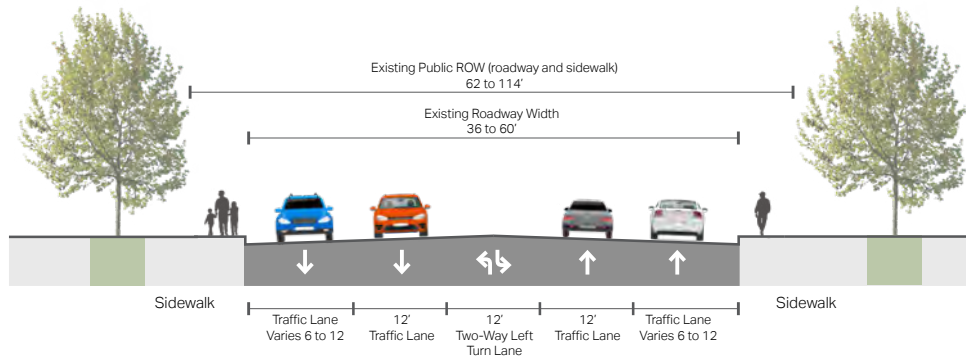 Existing Public ROW (roadway and sidewalk)
62 to 114'
Existing Roadway Width
36 to 60'
Sidewalk
Sidewalk
Traffic Lane
Varies 6 to 12
12'
Traffic Lane
12'
Two-Way Left
Turn Lane
12'
Traffic Lane
Traffic Lane
Varies 6 to 12